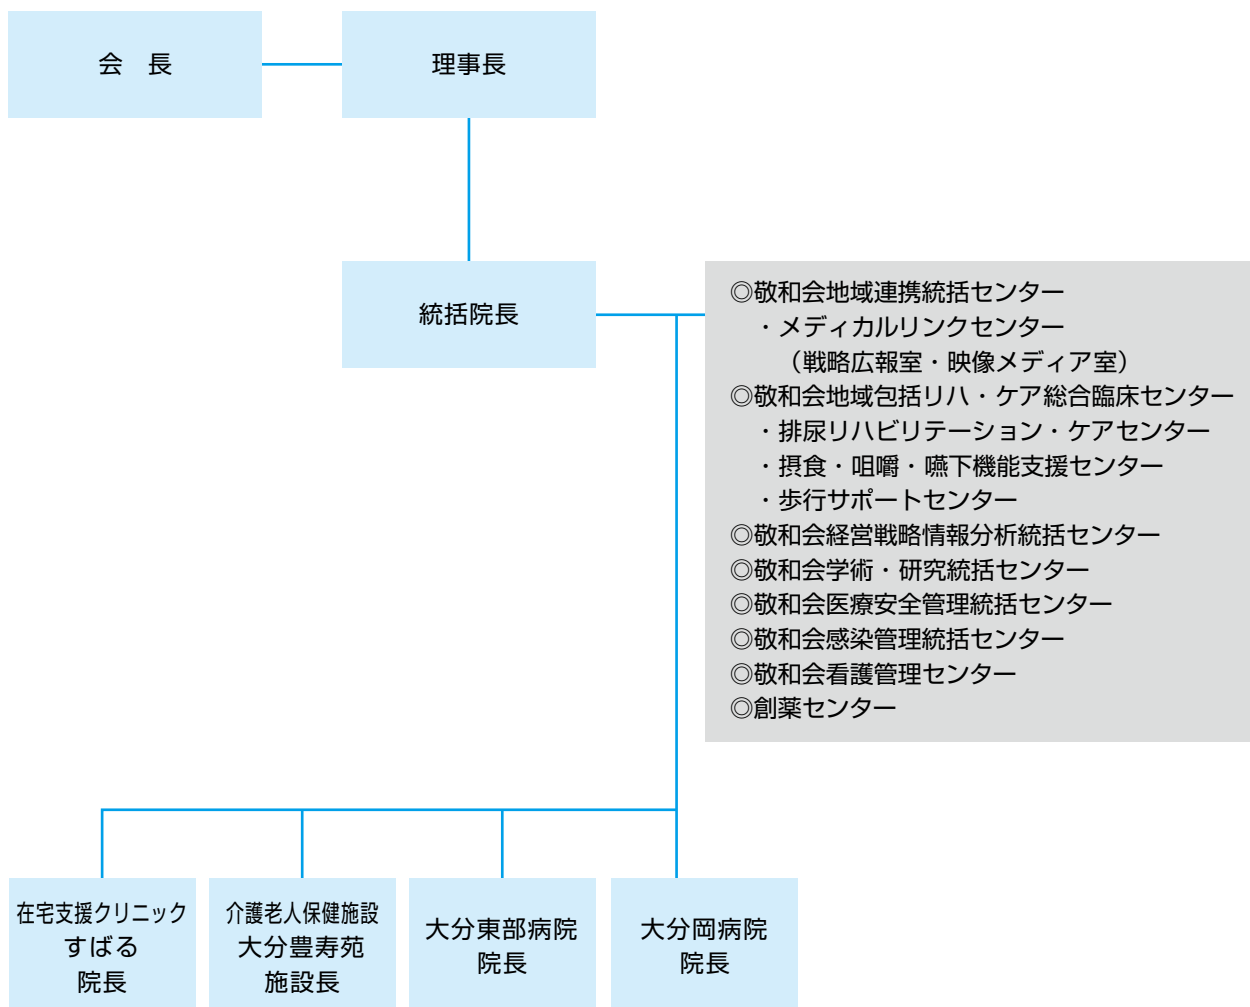 会　長
理事長
統括院長
◎敬和会地域連携統括センター
・メディカルリンクセンター
（戦略広報室・映像メディア室）
◎敬和会地域包括リハ・ケア総合臨床センター
・排尿リハビリテーション・ケアセンター
・摂食・咀嚼・嚥下機能支援センター
・歩行サポートセンター
◎敬和会経営戦略情報分析統括センター
◎敬和会学術・研究統括センター
◎敬和会医療安全管理統括センター
◎敬和会感染管理統括センター
◎敬和会看護管理センター
◎創薬センター
在宅支援クリニック
すばる
院長
介護老人保健施設
大分豊寿苑
施設長
大分東部病院
院長
大分岡病院
院長